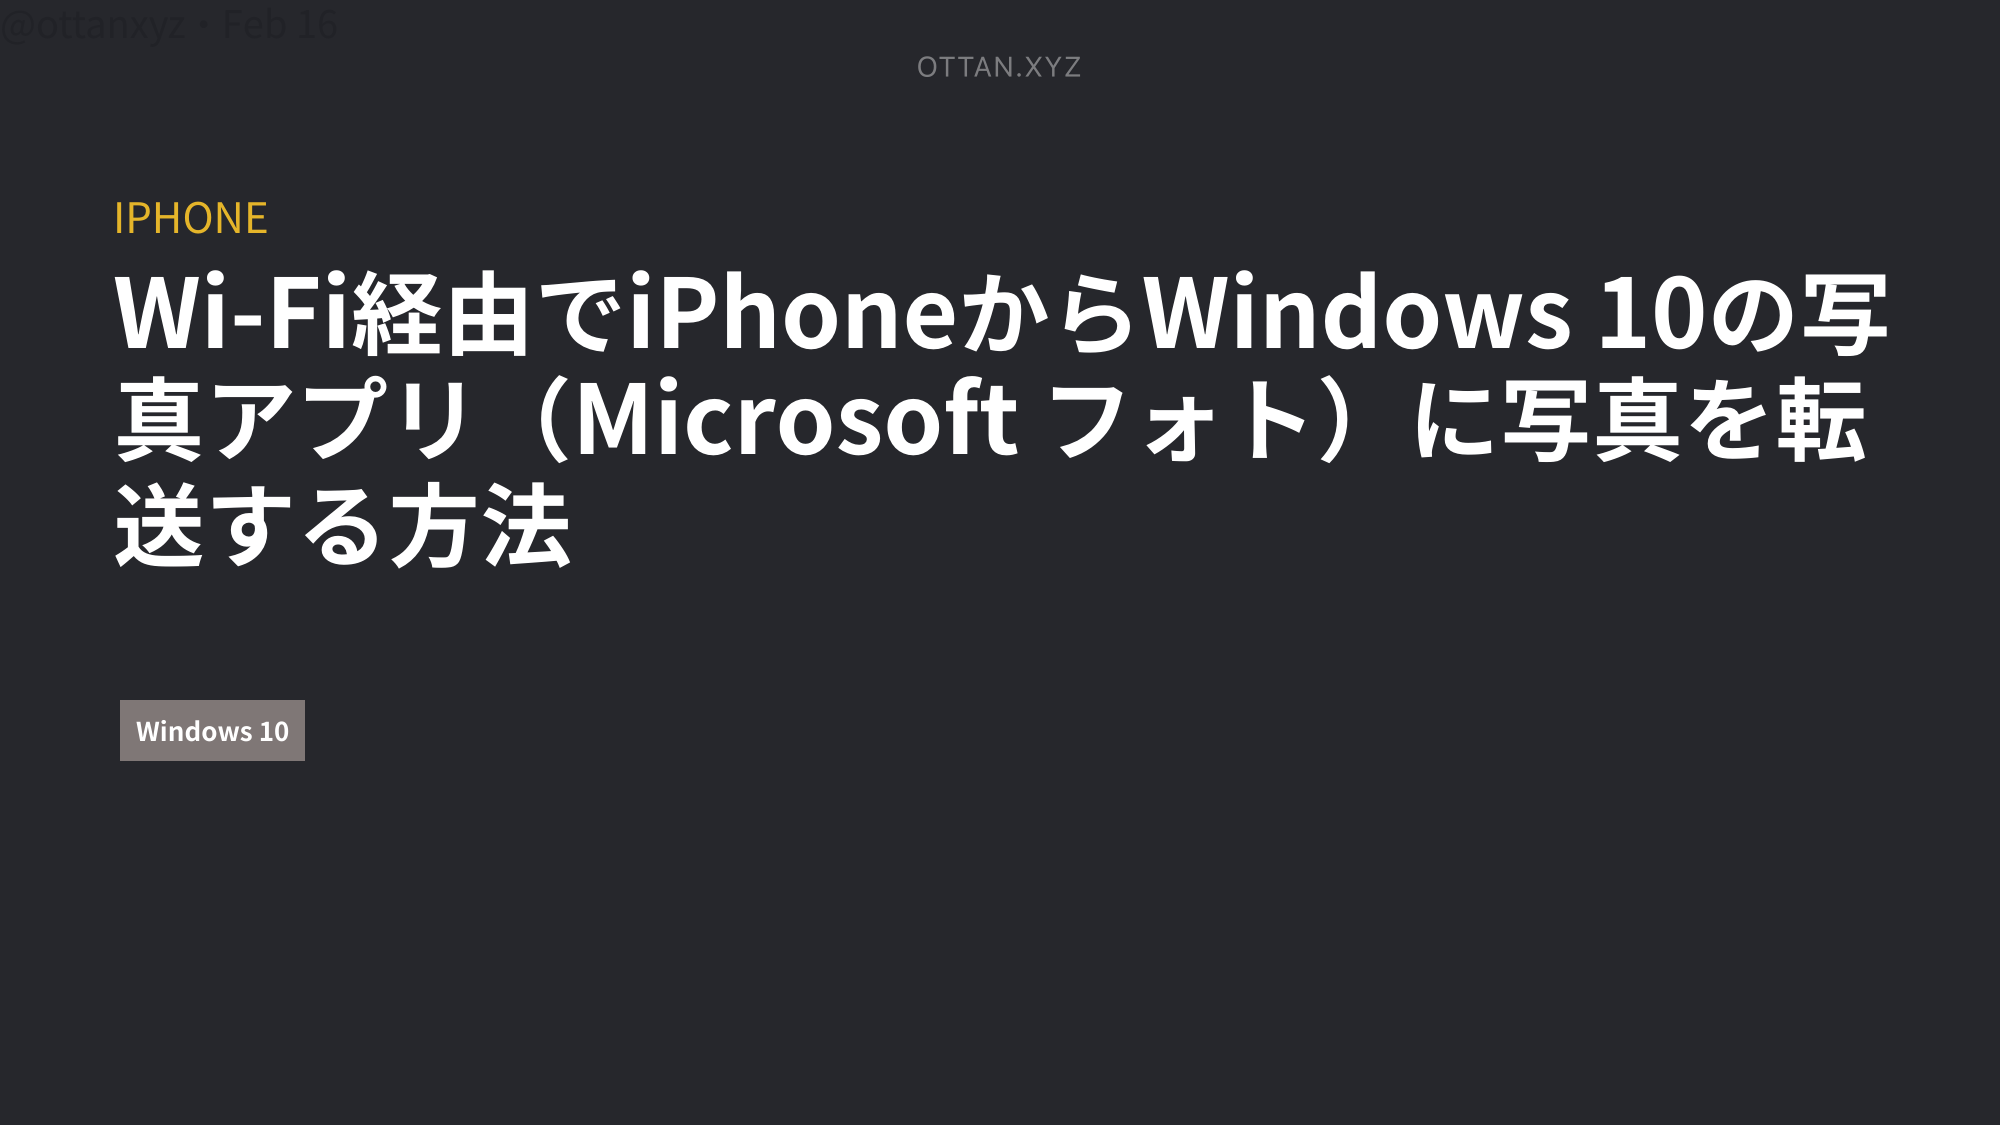 @ottanxyz・Feb 16
OTTAN.XYZ
IPHONE
Wi-Fi経由でiPhoneからWindows 10の写
真アプリ（Microsoft フォト）に写真を転
送する方法
Windows 10